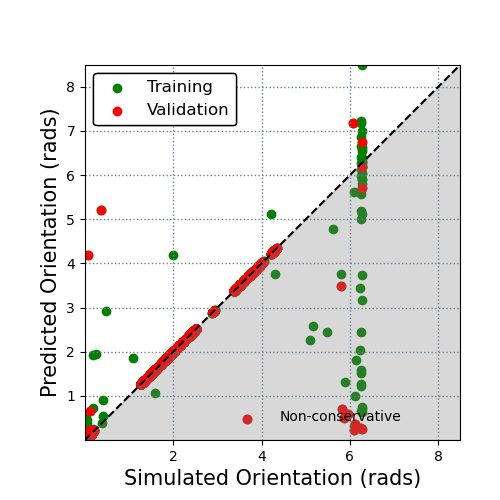 Training
Validation
8
7
6
5
4
3
2
1
Predicted Orientation (rads)
Non-conservative
2 4 6 8
Simulated Orientation (rads)